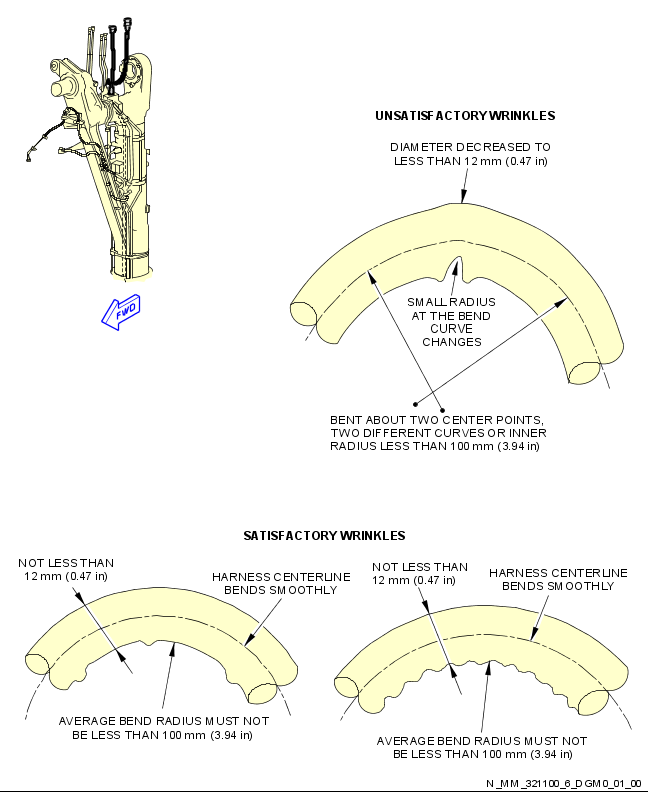 FWD
UNSATISFACTORY WRINKLES
DIAMETER DECREASED TO
LESS THAN 12 mm (0.47 in)
SMALL RADIUS
AT THE BEND
CURVE
CHANGES
BENT ABOUT TWO CENTER POINTS,
TWO DIFFERENT CURVES OR INNER
RADIUS LESS THAN 100 mm (3.94 in)
SATISFACTORY WRINKLES
NOT LESS THAN
12 mm (0.47 in)
HARNESS CENTERLINE
BENDS SMOOTHLY
AVERAGE BEND RADIUS MUST NOT
BE LESS THAN 100 mm (3.94 in)
NOT LESS THAN
12 mm (0.47 in)
HARNESS CENTERLINE
BENDS SMOOTHLY
AVERAGE BEND RADIUS MUST NOT
BE LESS THAN 100 mm (3.94 in)
N_MM_321100_6_DGM0_01_00